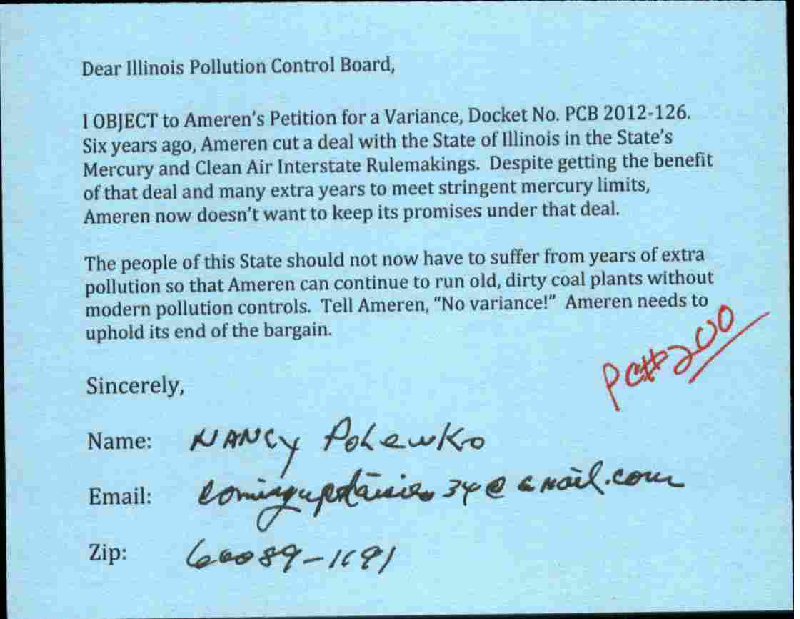 Dear Illinois Pollution Control Board,
I OBJECT to Ameren's Petition for a Variance, Docket No. PCB 2012-126.
Six years ago, Ameren cut a deal with the State of Illinois in the State's
Mercury and Clean Air Interstate Rulemakings.  Despite getting the benefit
of that deal and many extra years to meet stringent mercury limits,
Ameren now doesn't want to keep its promises under that deal.
The people of this State should not now have to suffer from years of extra
pollution so that Ameren can continue to run old, dirty coal plants without
modern pollution controls.  Tell Ameren, "No variance!"  Ameren needs to
uphold its end of the bargain.
PC#200
Sincerely,
Name: NANCY
Email:
Zip: 60089-1191